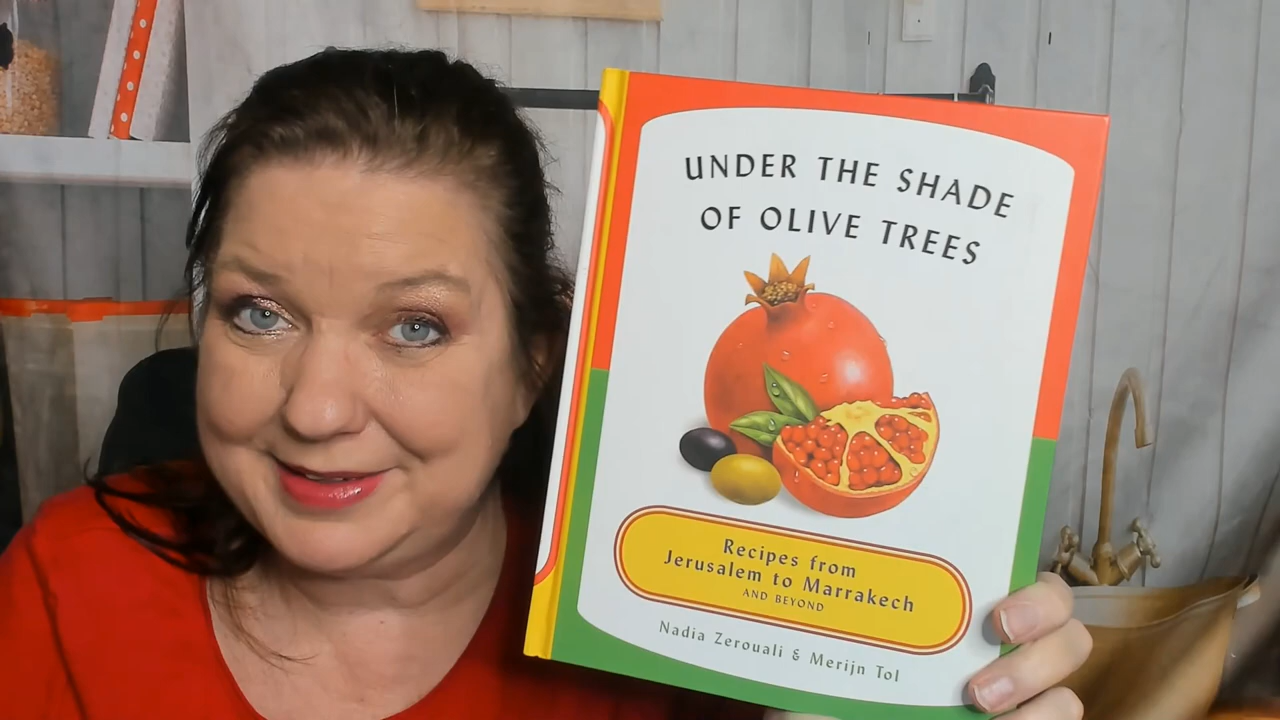 UNDER THE SHADE
OF OLIVE TREES
Recipes from
Jerusalem to Marrakech
AND BEYOND
Nadia Zerouali & Merijn Tol